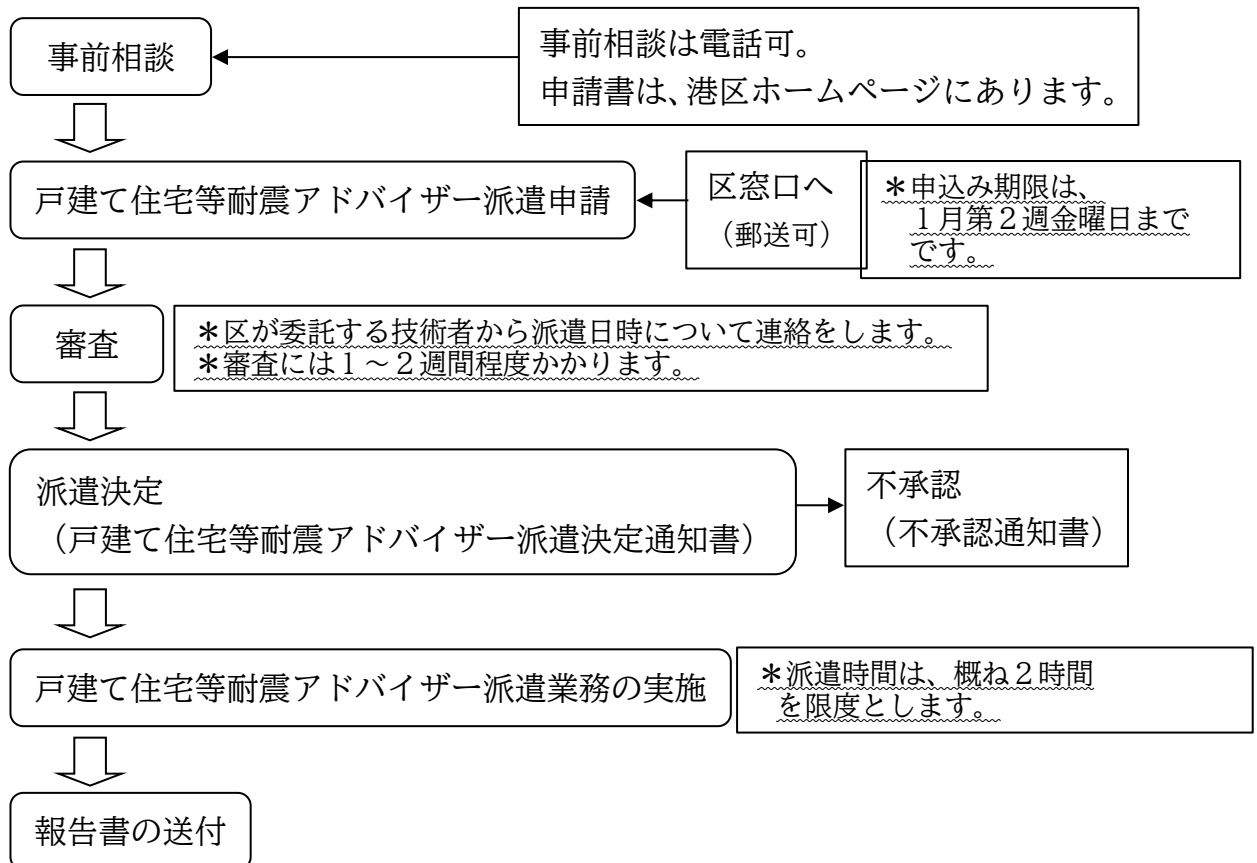 事前相談
事前相談は電話可。
申請書は、港区ホームページにあります。
戸建て住宅等耐震アドバイザー派遣申請
区窓口へ
（郵送可）
＊申込み期限は、
１月第２週金曜日まで
です。
審査
＊区が委託する技術者から派遣日時について連絡をします。
＊審査には１～２週間程度かかります。
派遣決定
（戸建て住宅等耐震アドバイザー派遣決定通知書）
不承認
（不承認通知書）
戸建て住宅等耐震アドバイザー派遣業務の実施
＊派遣時間は、概ね２時間
を限度とします。
報告書の送付